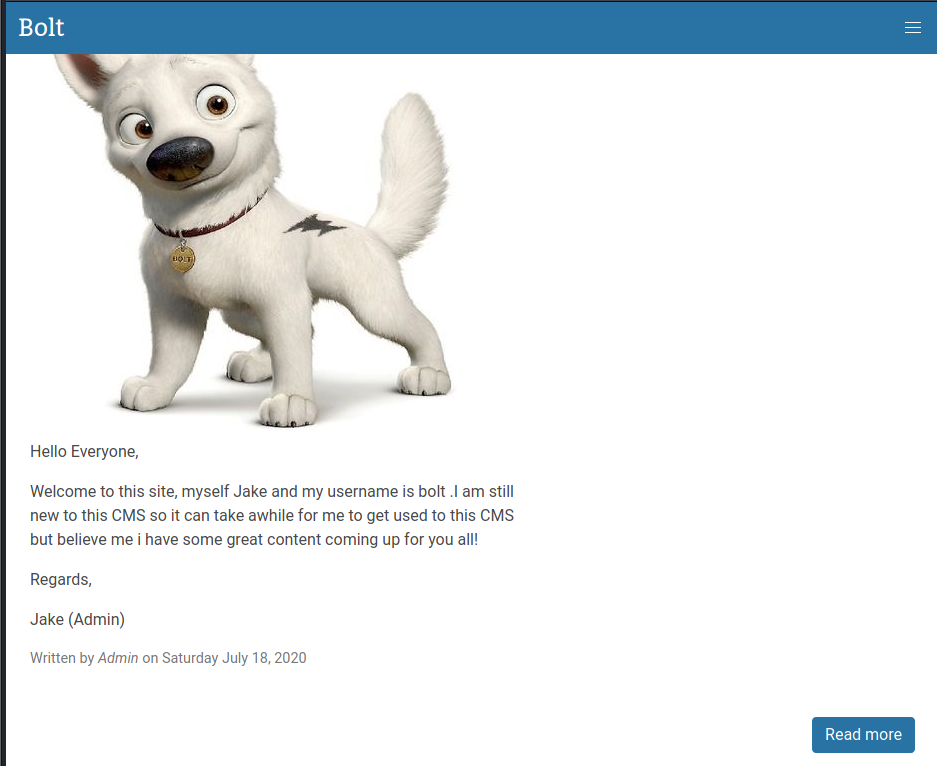 Bolt
BOLT
Hello Everyone,
Welcome to this site, myself Jake and my username is bolt .I am still
new to this CMS so it can take awhile for me to get used to this CMS
but believe me i have some great content coming up for you all!
Regards,
Jake (Admin)
Written by Admin on Saturday July 18, 2020
Read more